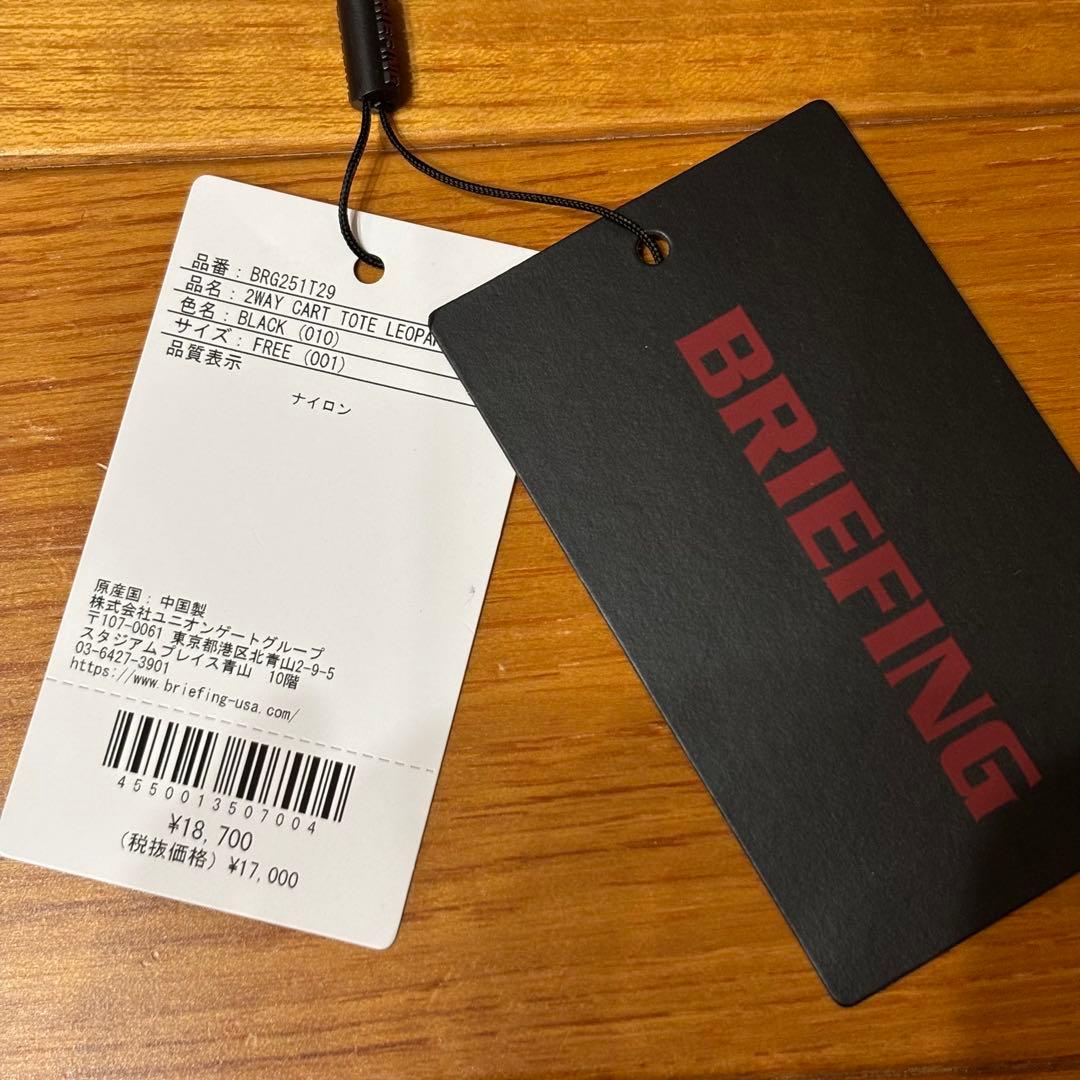 品番: BRG251T29
品名: 2WAY CART TOTE
色名: BLACK (010)
サイズ: FREE (001)
品質表示
ナイロン
原産国: 中国製
株式会社ユニオンゲートグループ
〒107-0061 東京都港区北青山2-9-5
スタジアムプレイス青山 10階
03-6427-3901
https://www.briefing-usa.com/
4550013507004
¥18,700
(税抜価格) ¥17,000
BRIEFING